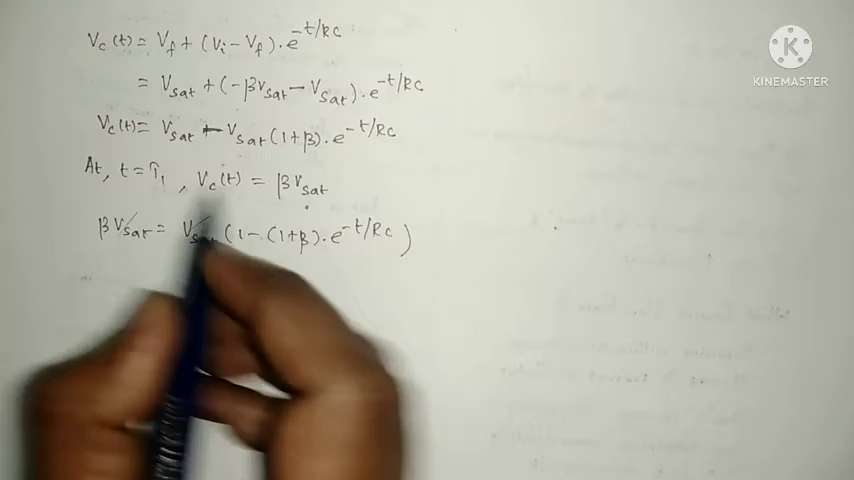 Vc(t) = Vf + (Vi - Vf). e^-t/RC
= Vsat + (-βVsat - Vsat). e^-t/RC
Vc(t) = Vsat - Vsat (1+β). e^-t/RC
At, t = T1, Vc(t) = βVsat
βVsat = Vsat (1 - (1+β). e^-t/RC)
K
KINEMASTER